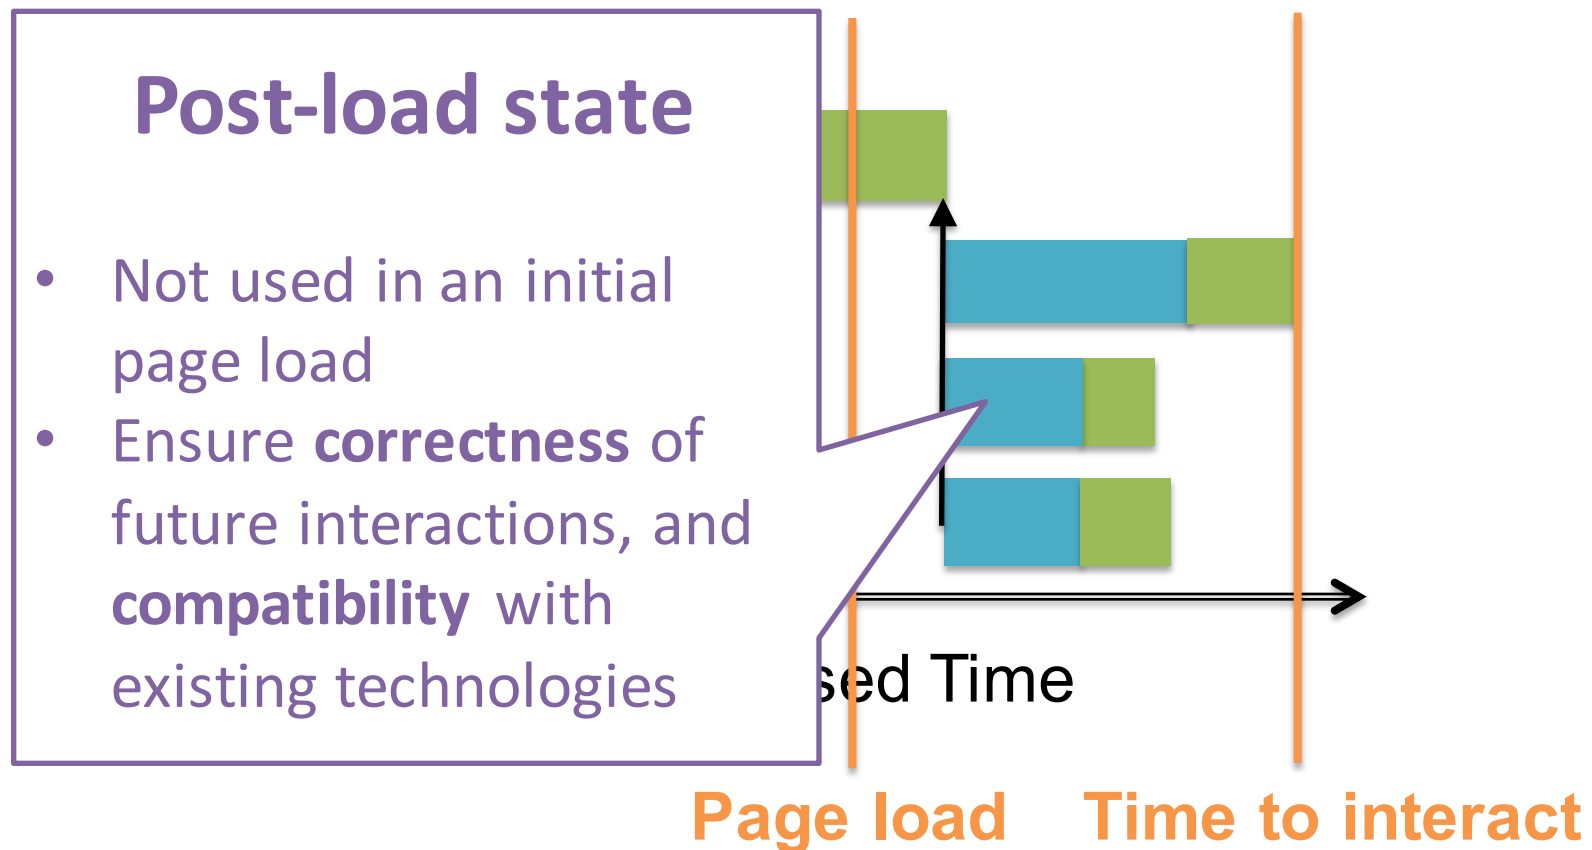 Post-load state
• Not used in an initial
page load
• Ensure correctness of
future interactions, and
compatibility with
existing technologies
Time
Page load
Time to interact